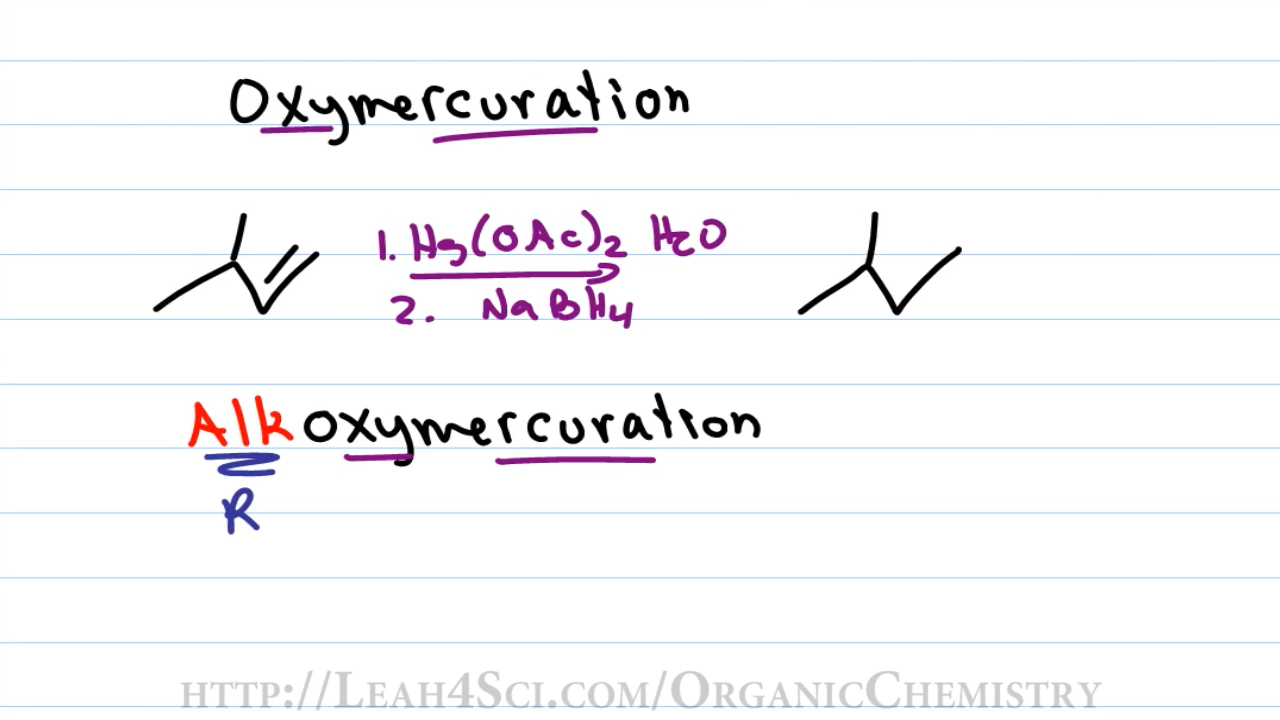 Oxymercuration
1. Hg(OAc)2 H2O
2. NaBH4
Alkoxymercuration
R
HTTP://LEAH4SCI.COM/ORGANICCHEMISTRY